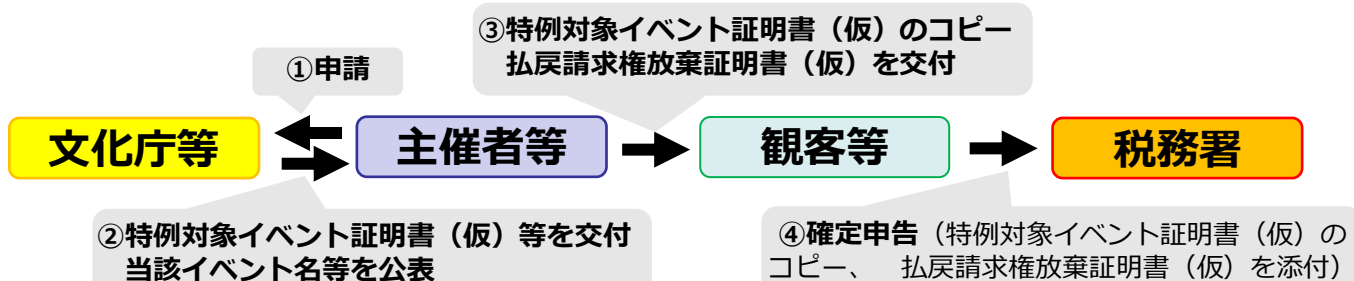 ③特例対象イベント証明書（仮）のコピー
払戻請求権放棄証明書（仮）を交付
①申請
文化庁等
主催者等
観客等
税務署
②特例対象イベント証明書（仮）等を交付
当該イベント名等を公表
④確定申告（特例対象イベント証明書（仮）の
コピー、　払戻請求権放棄証明書（仮）を添付）